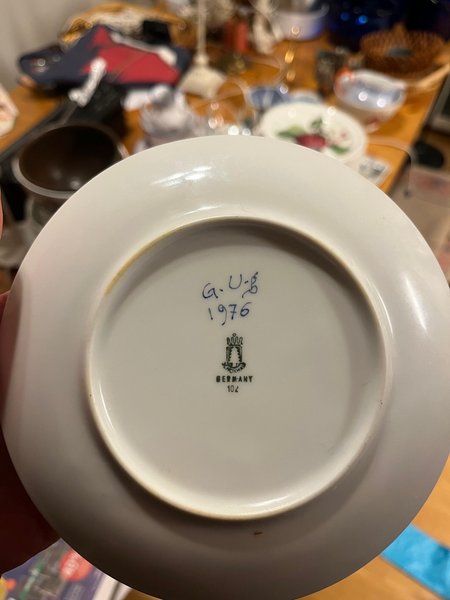 G. U-g
1976
GERMANY
102